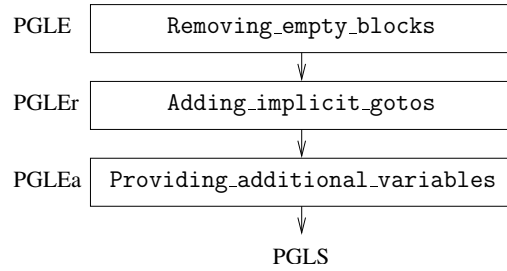 PGLE Removing_empty_blocks
PGLEr Adding_implicit_gotos
PGLEa Providing_additional_variables
PGLS